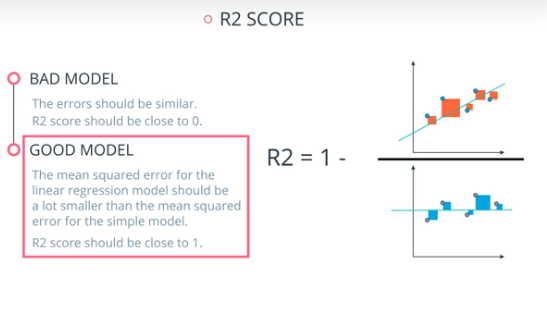 R2 SCORE
BAD MODEL
The errors should be similar.
R2 score should be close to 0.
GOOD MODEL
The mean squared error for the
linear regression model should be
a lot smaller than the mean squared
error for the simple model.
R2 score should be close to 1.
R2 = 1 -